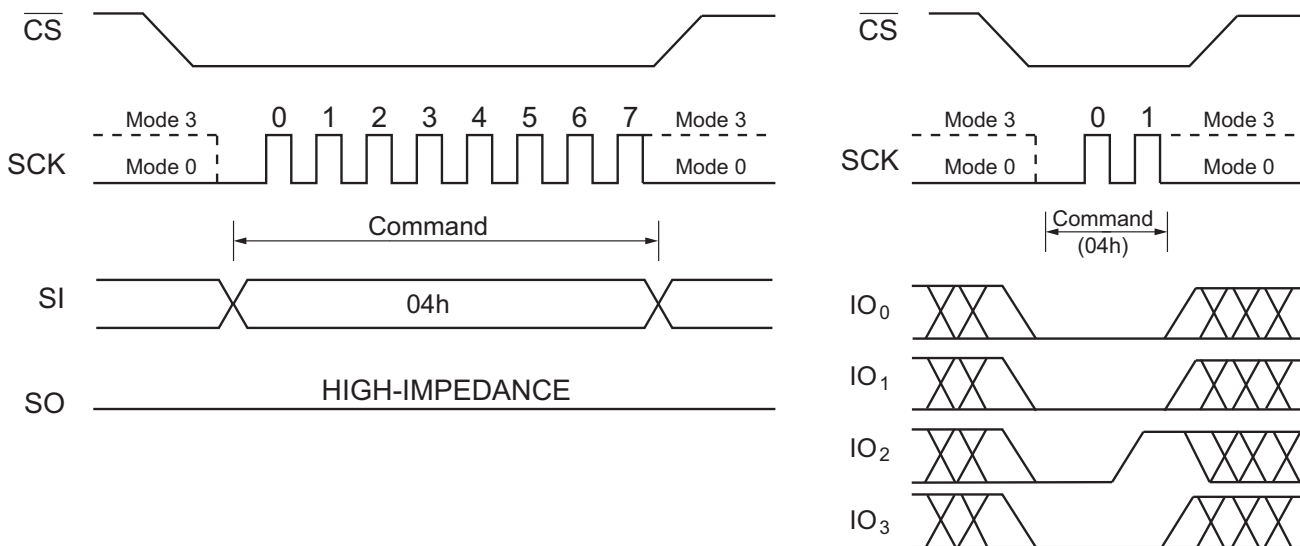 CS
Mode 3
0 1 2 3 4 5 6 7
Mode 3
SCK
Mode 0
Mode 0
Command
SI
04h
SO
HIGH-IMPEDANCE
CS
Mode 3
0 1
Mode 3
SCK
Mode 0
Mode 0
Command
(04h)
IO0
IO1
IO2
IO3